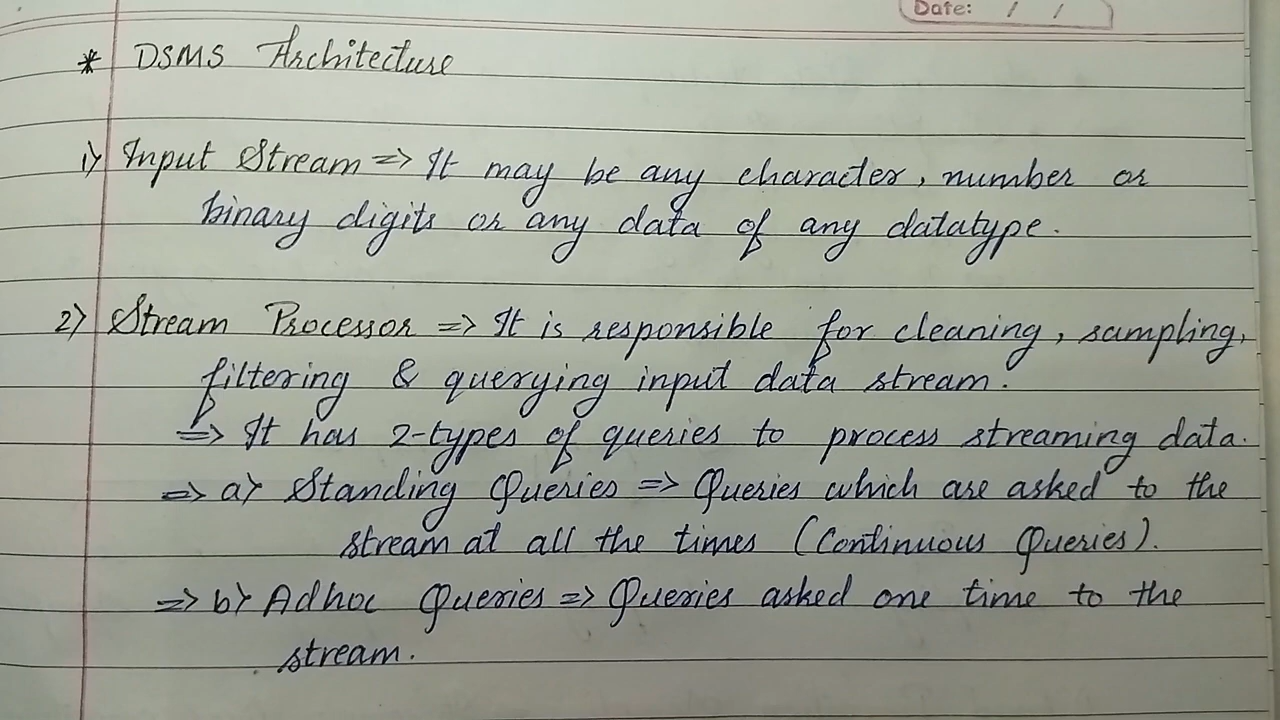 Date: / /
* DSMS Architecture
1) Input Stream => It may be any character, number or
binary digits or any data of any datatype.
2) Stream Processor => It is responsible for cleaning, sampling,
filtering & querying input data stream.
=> It has 2-types of queries to process streaming data.
=> a) Standing Queries => Queries which are asked to the
stream at all the times (Continuous Queries).
=> b) Adhoc Queries => Queries asked one time to the
stream.